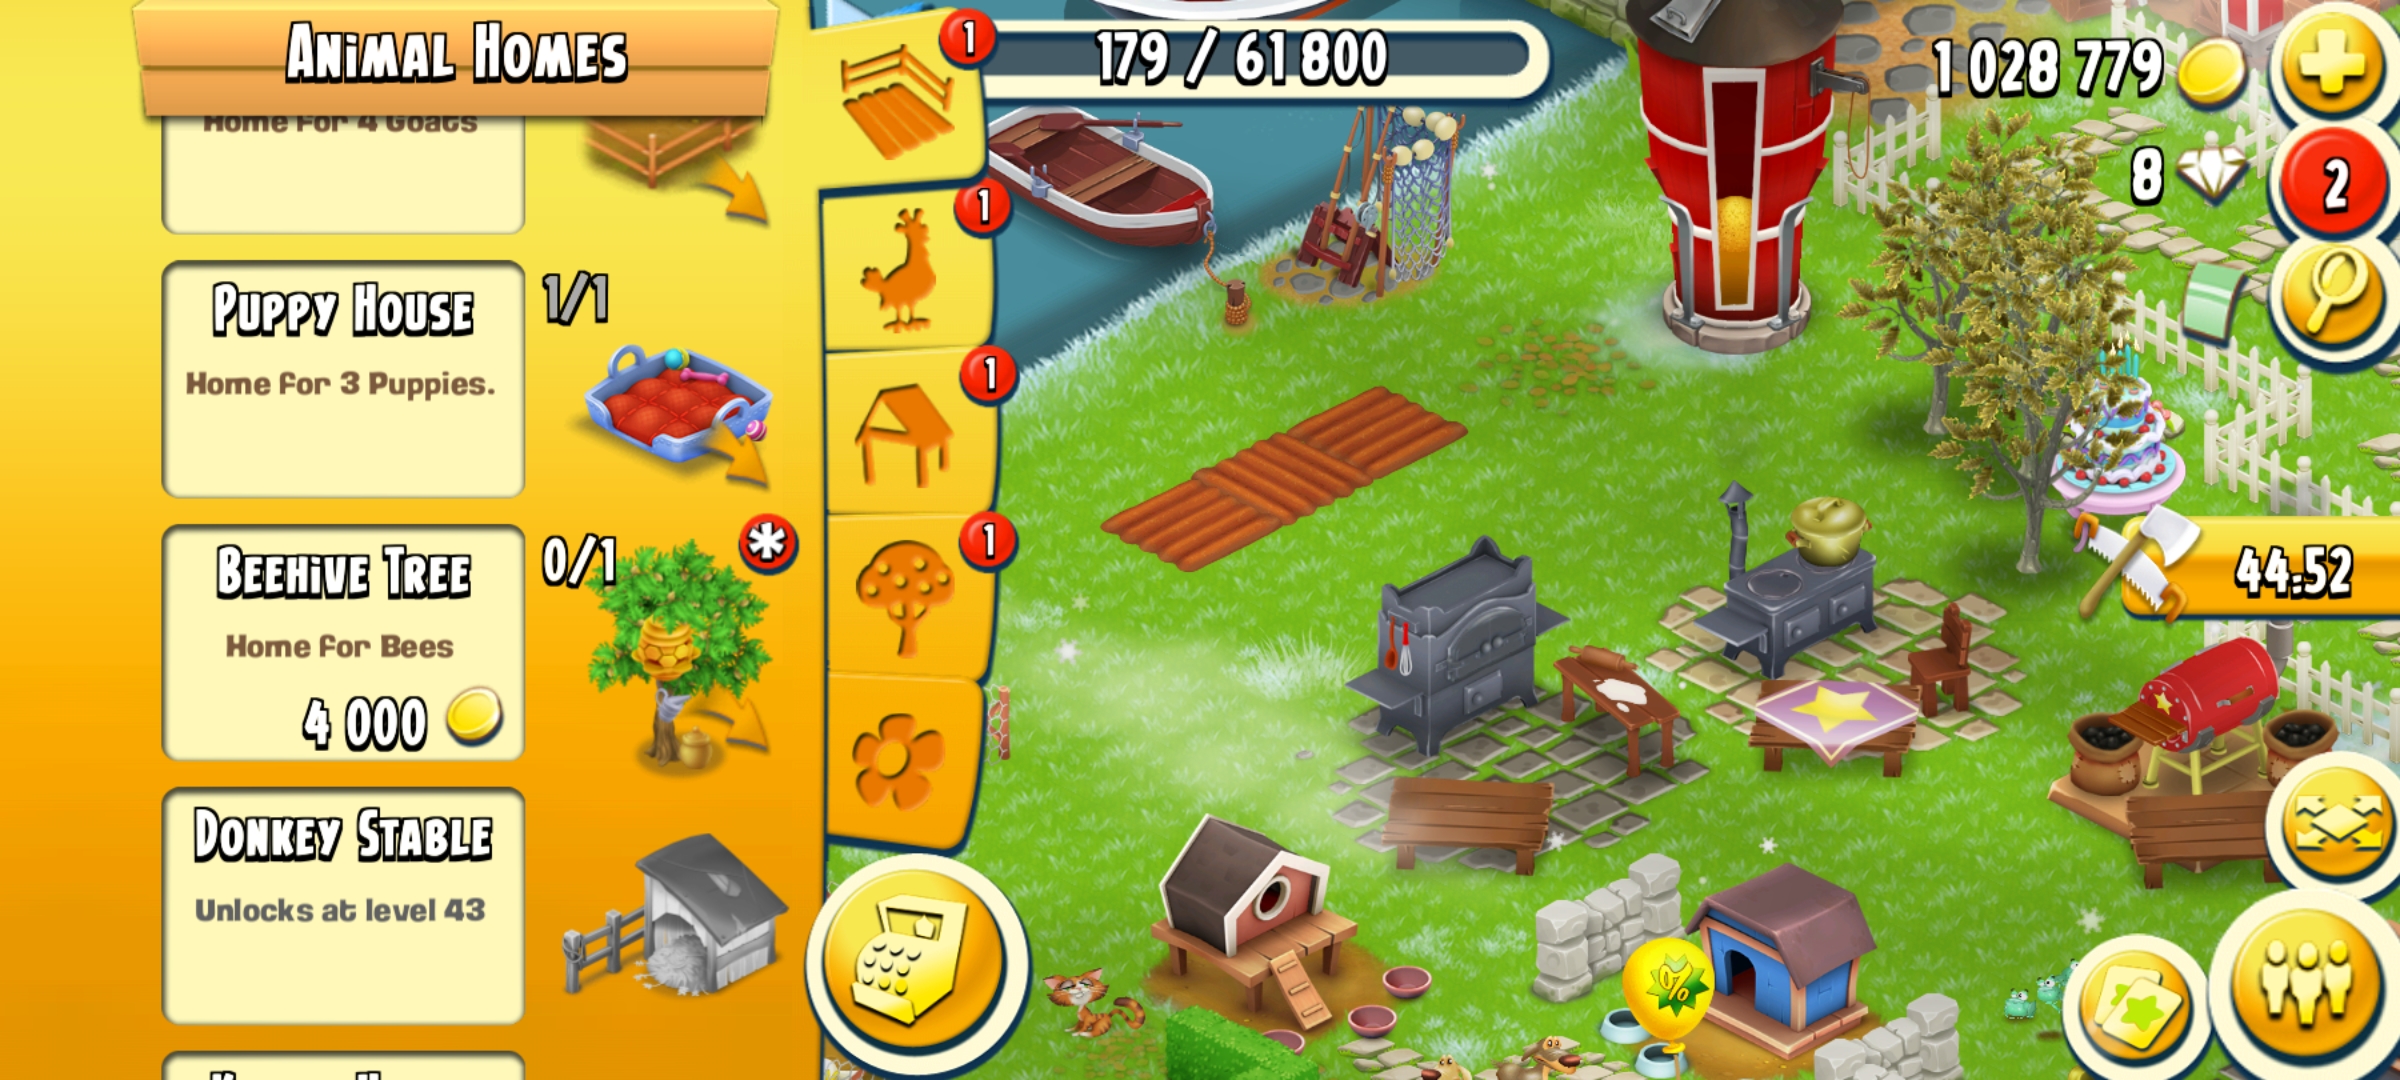 Animal Homes
Home for 4 Goats
Puppy House
1/1
Home for 3 Puppies.
Beehive Tree
0/1
*
Home for Bees
4 000
Donkey Stable
Unlocks at level 43
1
1
1
1
179 / 61 800
1 028 779
8
2
44:52
%